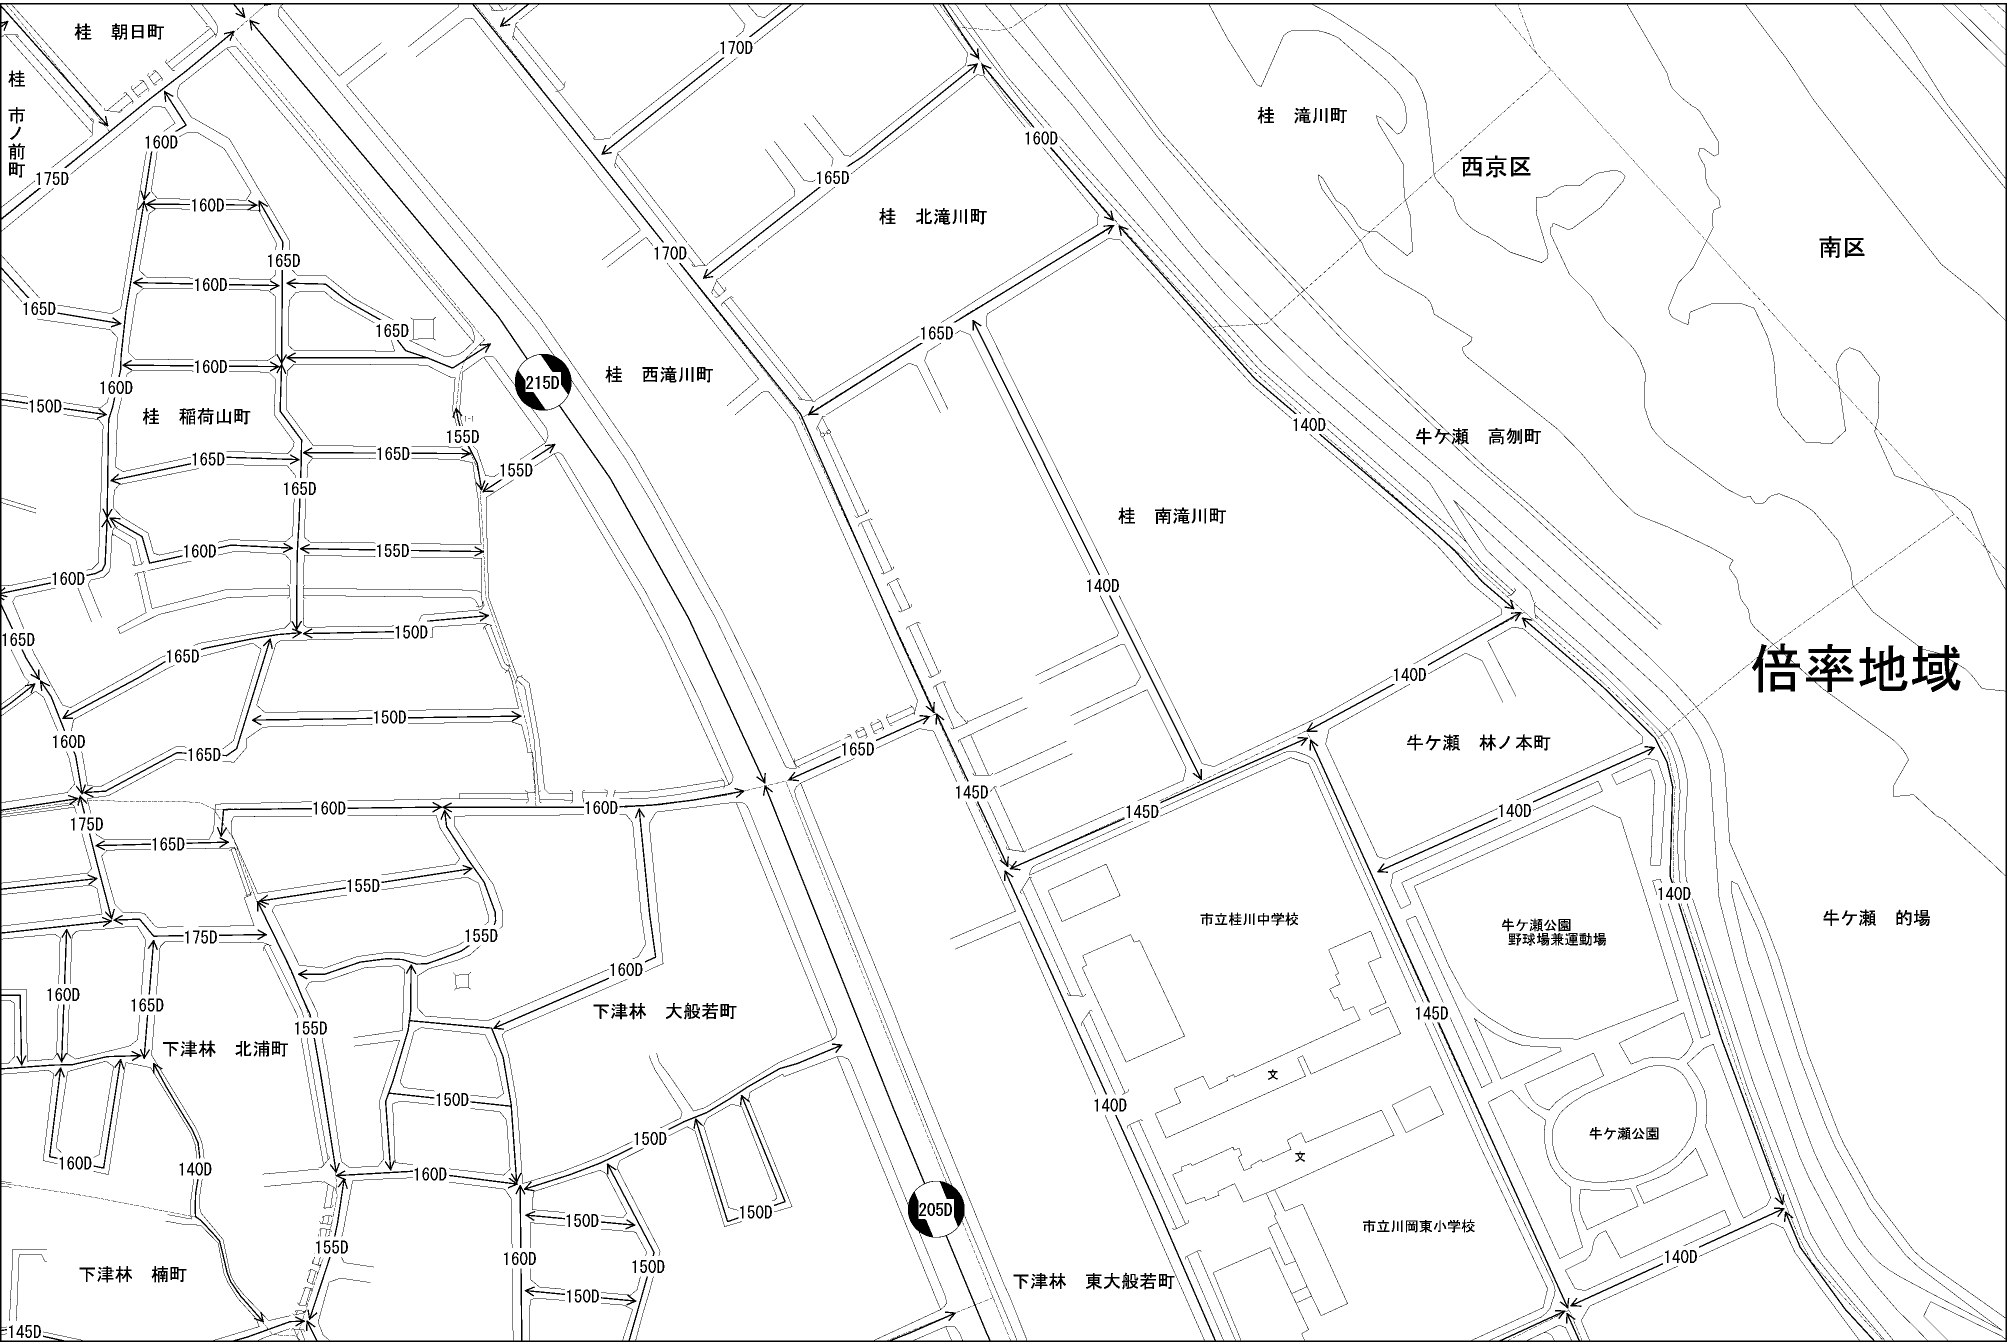 桂　朝日町
170D
桂　市ノ前町
桂　滝川町
160D
160D
西京区
175D
165D
160D
桂　北滝川町
南区
170D
165D
160D
165D
165D
165D
160D
桂　西滝川町
215D
160D
150D
桂　稲荷山町
140D
155D
牛ケ瀬　高刎町
165D
165D
155D
165D
桂　南滝川町
160D
155D
160D
140D
165D
150D
165D
倍率地域
140D
150D
160D
165D
165D
牛ケ瀬　林ノ本町
145D
160D
160D
145D
140D
175D
165D
155D
140D
市立桂川中学校
牛ケ瀬公園
野球場兼運動場
牛ケ瀬　的場
175D
155D
160D
160D
165D
下津林　大般若町
145D
155D
下津林　北浦町
文
150D
140D
150D
牛ケ瀬公園
文
160D
140D
160D
150D
205D
150D
市立川岡東小学校
155D
160D
150D
140D
下津林　楠町
下津林　東大般若町
150D
145D